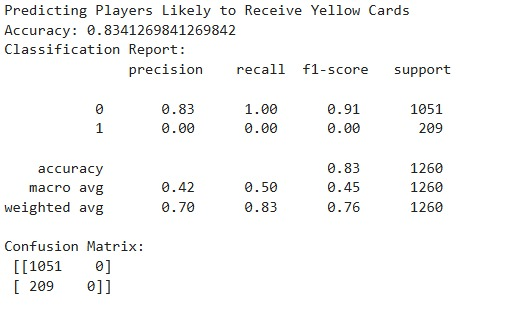 Predicting Players Likely to Receive Yellow Cards
Accuracy: 0.8341269841269842
Classification Report:
              precision    recall  f1-score   support

           0       0.83      1.00      0.91      1051
           1       0.00      0.00      0.00       209

    accuracy                           0.83      1260
   macro avg       0.42      0.50      0.45      1260
weighted avg       0.70      0.83      0.76      1260

Confusion Matrix:
 [[1051    0]
 [ 209    0]]